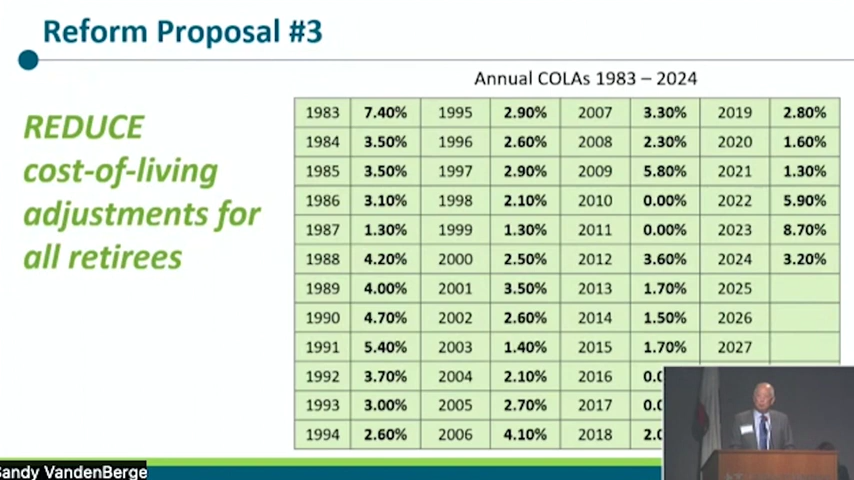 Reform Proposal #3
Annual COLAs 1983 – 2024
REDUCE
cost-of-living
adjustments for
all retirees
1983 7.40% 1995 2.90% 2007 3.30% 2019 2.80%
1984 3.50% 1996 2.60% 2008 2.30% 2020 1.60%
1985 3.50% 1997 2.90% 2009 5.80% 2021 1.30%
1986 3.10% 1998 2.10% 2010 0.00% 2022 5.90%
1987 1.30% 1999 1.30% 2011 0.00% 2023 8.70%
1988 4.20% 2000 2.50% 2012 3.60% 2024 3.20%
1989 4.00% 2001 3.50% 2013 1.70% 2025
1990 4.70% 2002 2.60% 2014 1.50% 2026
1991 5.40% 2003 1.40% 2015 1.70% 2027
1992 3.70% 2004 2.10% 2016 0.0
1993 3.00% 2005 2.70% 2017 0.0
1994 2.60% 2006 4.10% 2018 2.0
Sandy VandenBerge